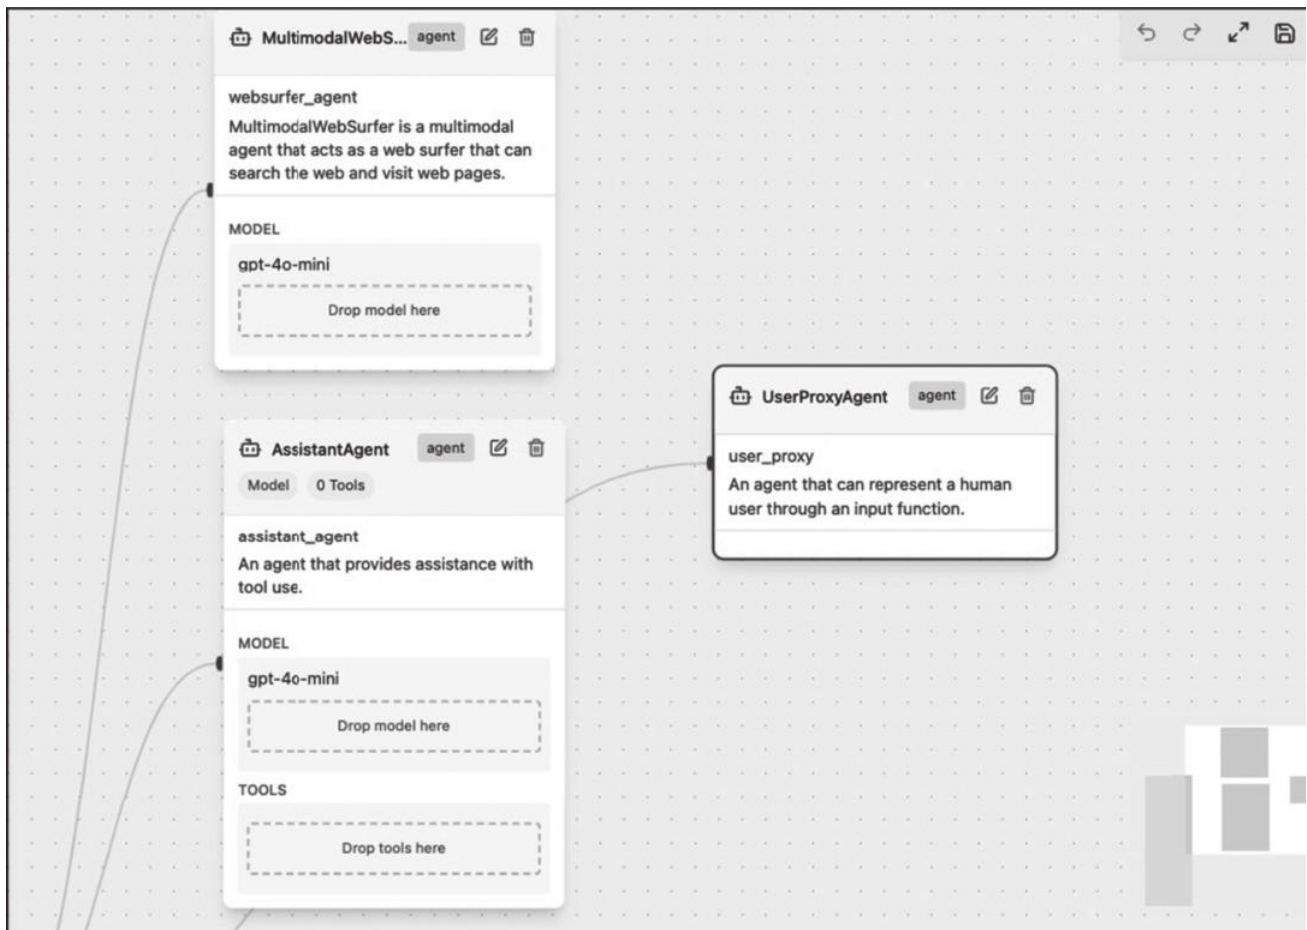 MultimodalWebS... agent
websurfer_agent
MultimodalWebSurfer is a multimodal
agent that acts as a web surfer that can
search the web and visit web pages.
MODEL
gpt-4o-mini
Drop model here
AssistantAgent agent
Model 0 Tools
assistant_agent
An agent that provides assistance with
tool use.
MODEL
gpt-4o-mini
Drop model here
TOOLS
Drop tools here
UserProxyAgent agent
user_proxy
An agent that can represent a human
user through an input function.